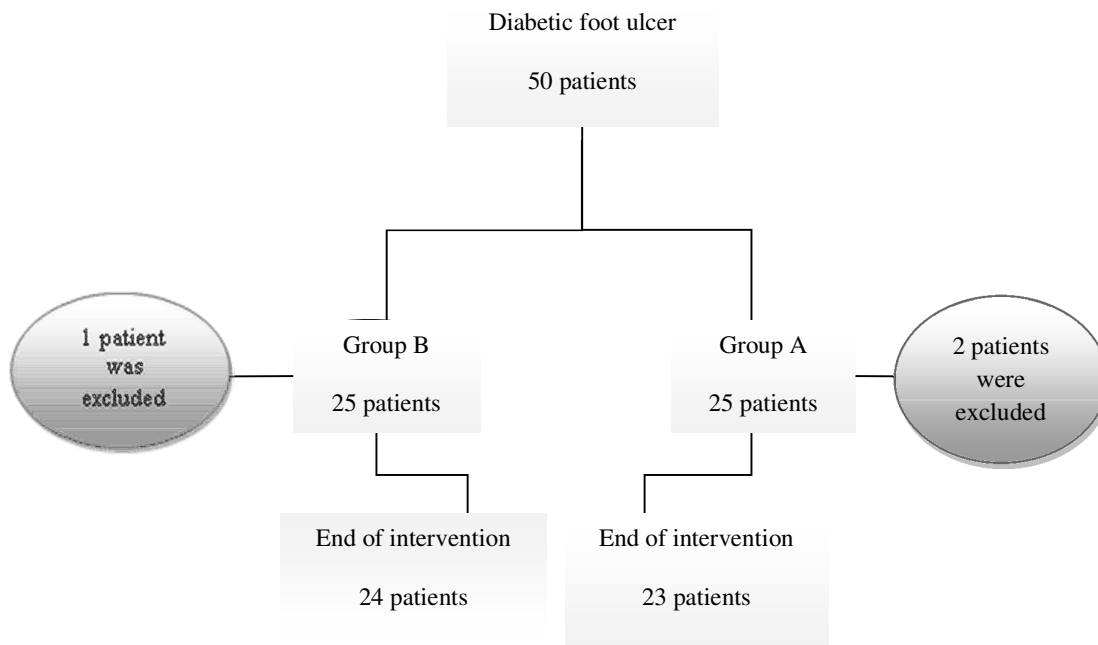 Diabetic foot ulcer
50 patients
1 patient
was
excluded
Group B
25 patients
Group A
25 patients
2 patients
were
excluded
End of intervention
24 patients
End of intervention
23 patients